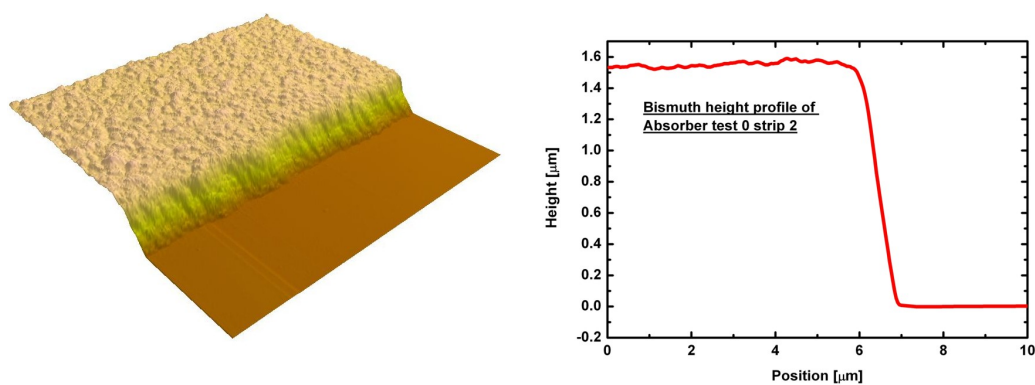 1.6
1.4
1.2
1.0
0.8
0.6
0.4
0.2
0.0
-0.2
Height [μm]
Bismuth height profile of
Absorber test 0 strip 2
0 2 4 6 8 10
Position [μm]